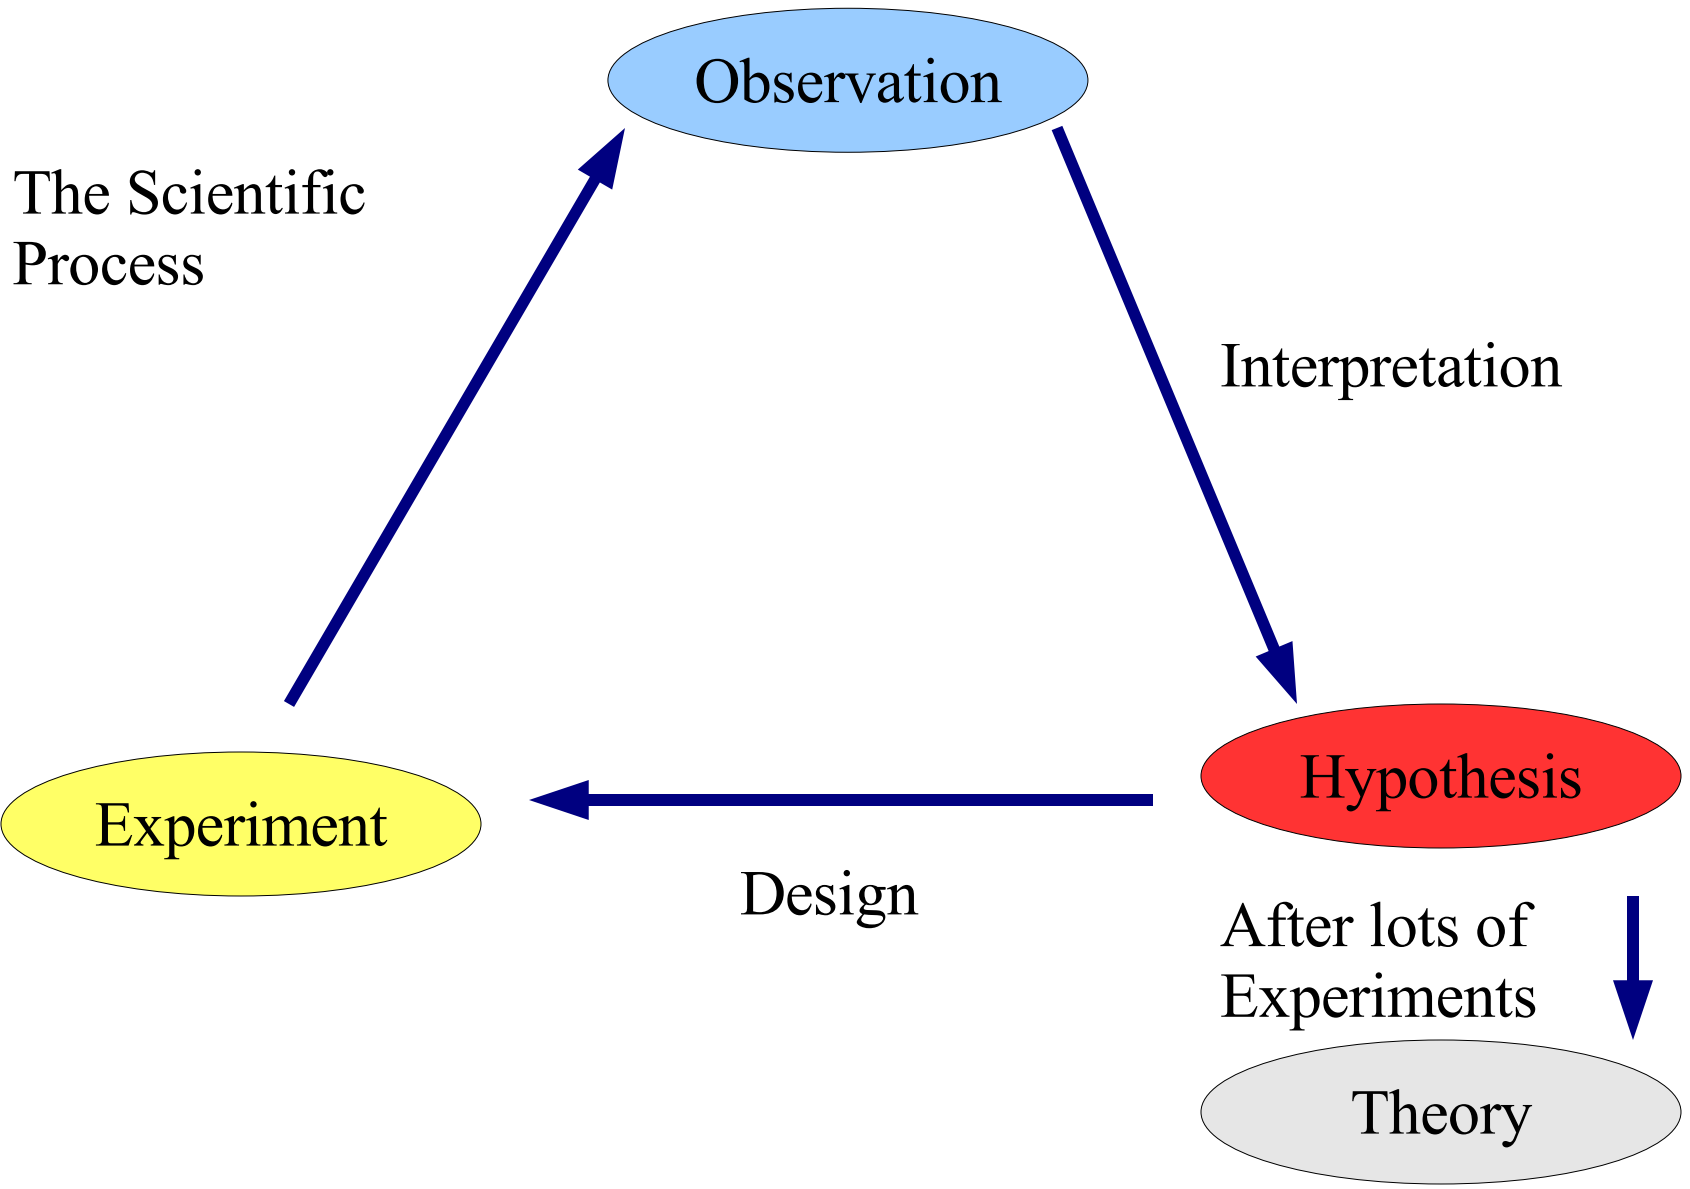 Observation
The Scientific
Process
Interpretation
Hypothesis
Experiment
Design
After lots of
Experiments
Theory